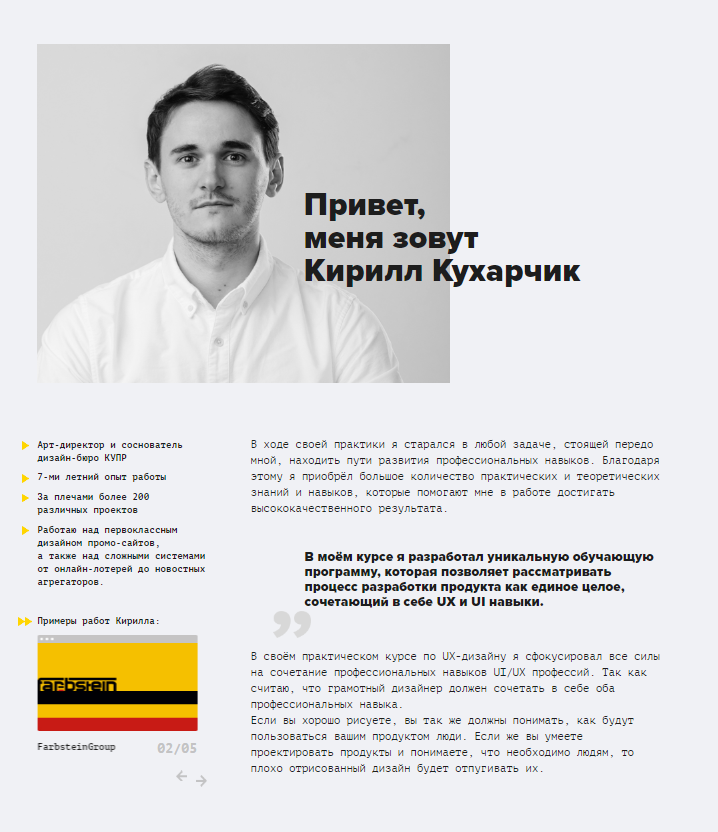 Привет,
меня зовут
Кирилл Кухарчик
Арт-директор и соснователь
дизайн-бюро КУПР
7-ми летний опыт работы
За плечами более 200
различных проектов
Работаю над первоклассным
дизайном промо-сайтов,
а также над сложными системами
от онлайн-лотерей до новостных
агрегаторов.
Примеры работ Кирилла:
farbstein
FarbsteinGroup
02/05
В ходе своей практики я старался в любой задаче, стоящей передо
мной, находить пути развития профессиональных навыков. Благодаря
этому я приобрёл большое количество практических и теоретических
знаний и навыков, которые помогают мне в работе достигать
высококачественного результата.
В моём курсе я разработал уникальную обучающую
программу, которая позволяет рассматривать
процесс разработки продукта как единое целое,
сочетающий в себе UX и UI навыки.
В своём практическом курсе по UX-дизайну я сфокусировал все силы
на сочетание профессиональных навыков UI/UX профессий. Так как
считаю, что грамотный дизайнер должен сочетать в себе оба
профессиональных навыка.
Если вы хорошо рисуете, вы так же должны понимать, как будут
пользоваться вашим продуктом люди. Если же вы умеете
проектировать продукты и понимаете, что необходимо людям, то
плохо отрисованный дизайн будет отпугивать их.